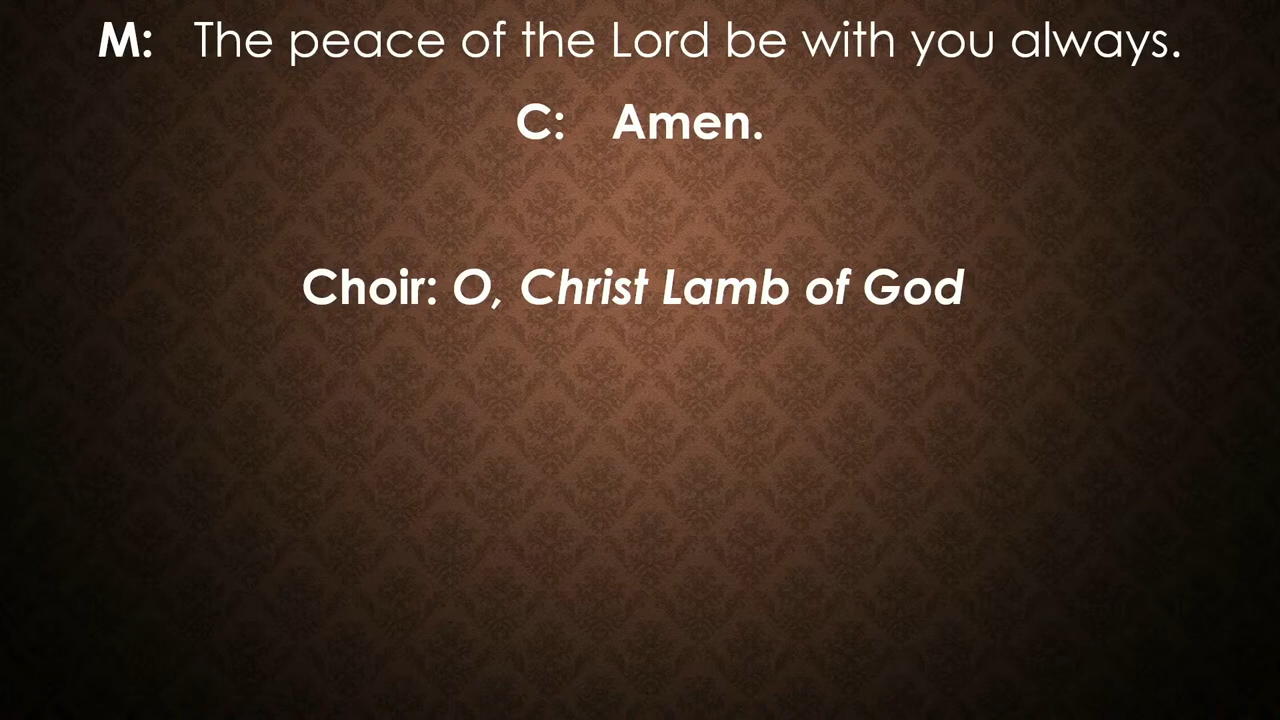 M: The peace of the Lord be with you always.
C: Amen.
Choir: O, Christ Lamb of God